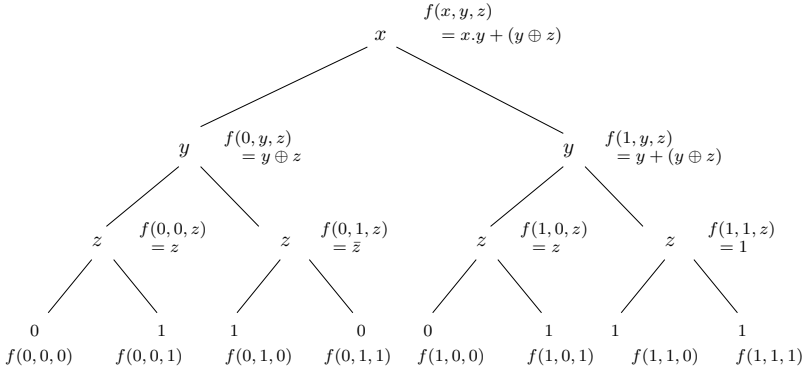 f(x, y, z)
x
= x.y + (y ⊕ z)
f(0, y, z)
y
= y ⊕ z
f(1, y, z)
y
= y + (y ⊕ z)
z
f(0, 0, z)
= z
z
f(0, 1, z)
= z̄
z
f(1, 0, z)
= z
z
f(1, 1, z)
= 1
0 1 1 0 0 1 1 1
f(0, 0, 0) f(0, 0, 1) f(0, 1, 0) f(0, 1, 1) f(1, 0, 0) f(1, 0, 1) f(1, 1, 0) f(1, 1, 1)